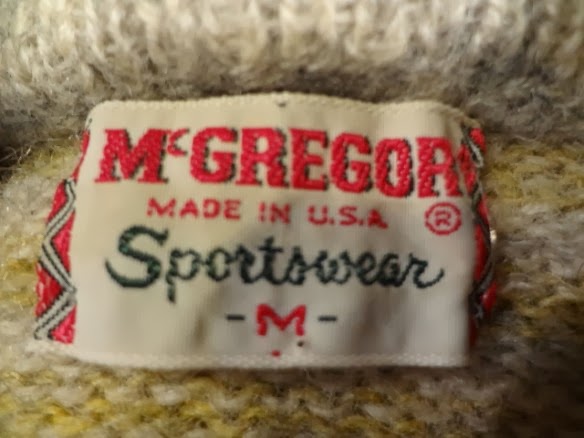 McGREGOR
MADE IN U.S.A ®
Sportswear
- M -